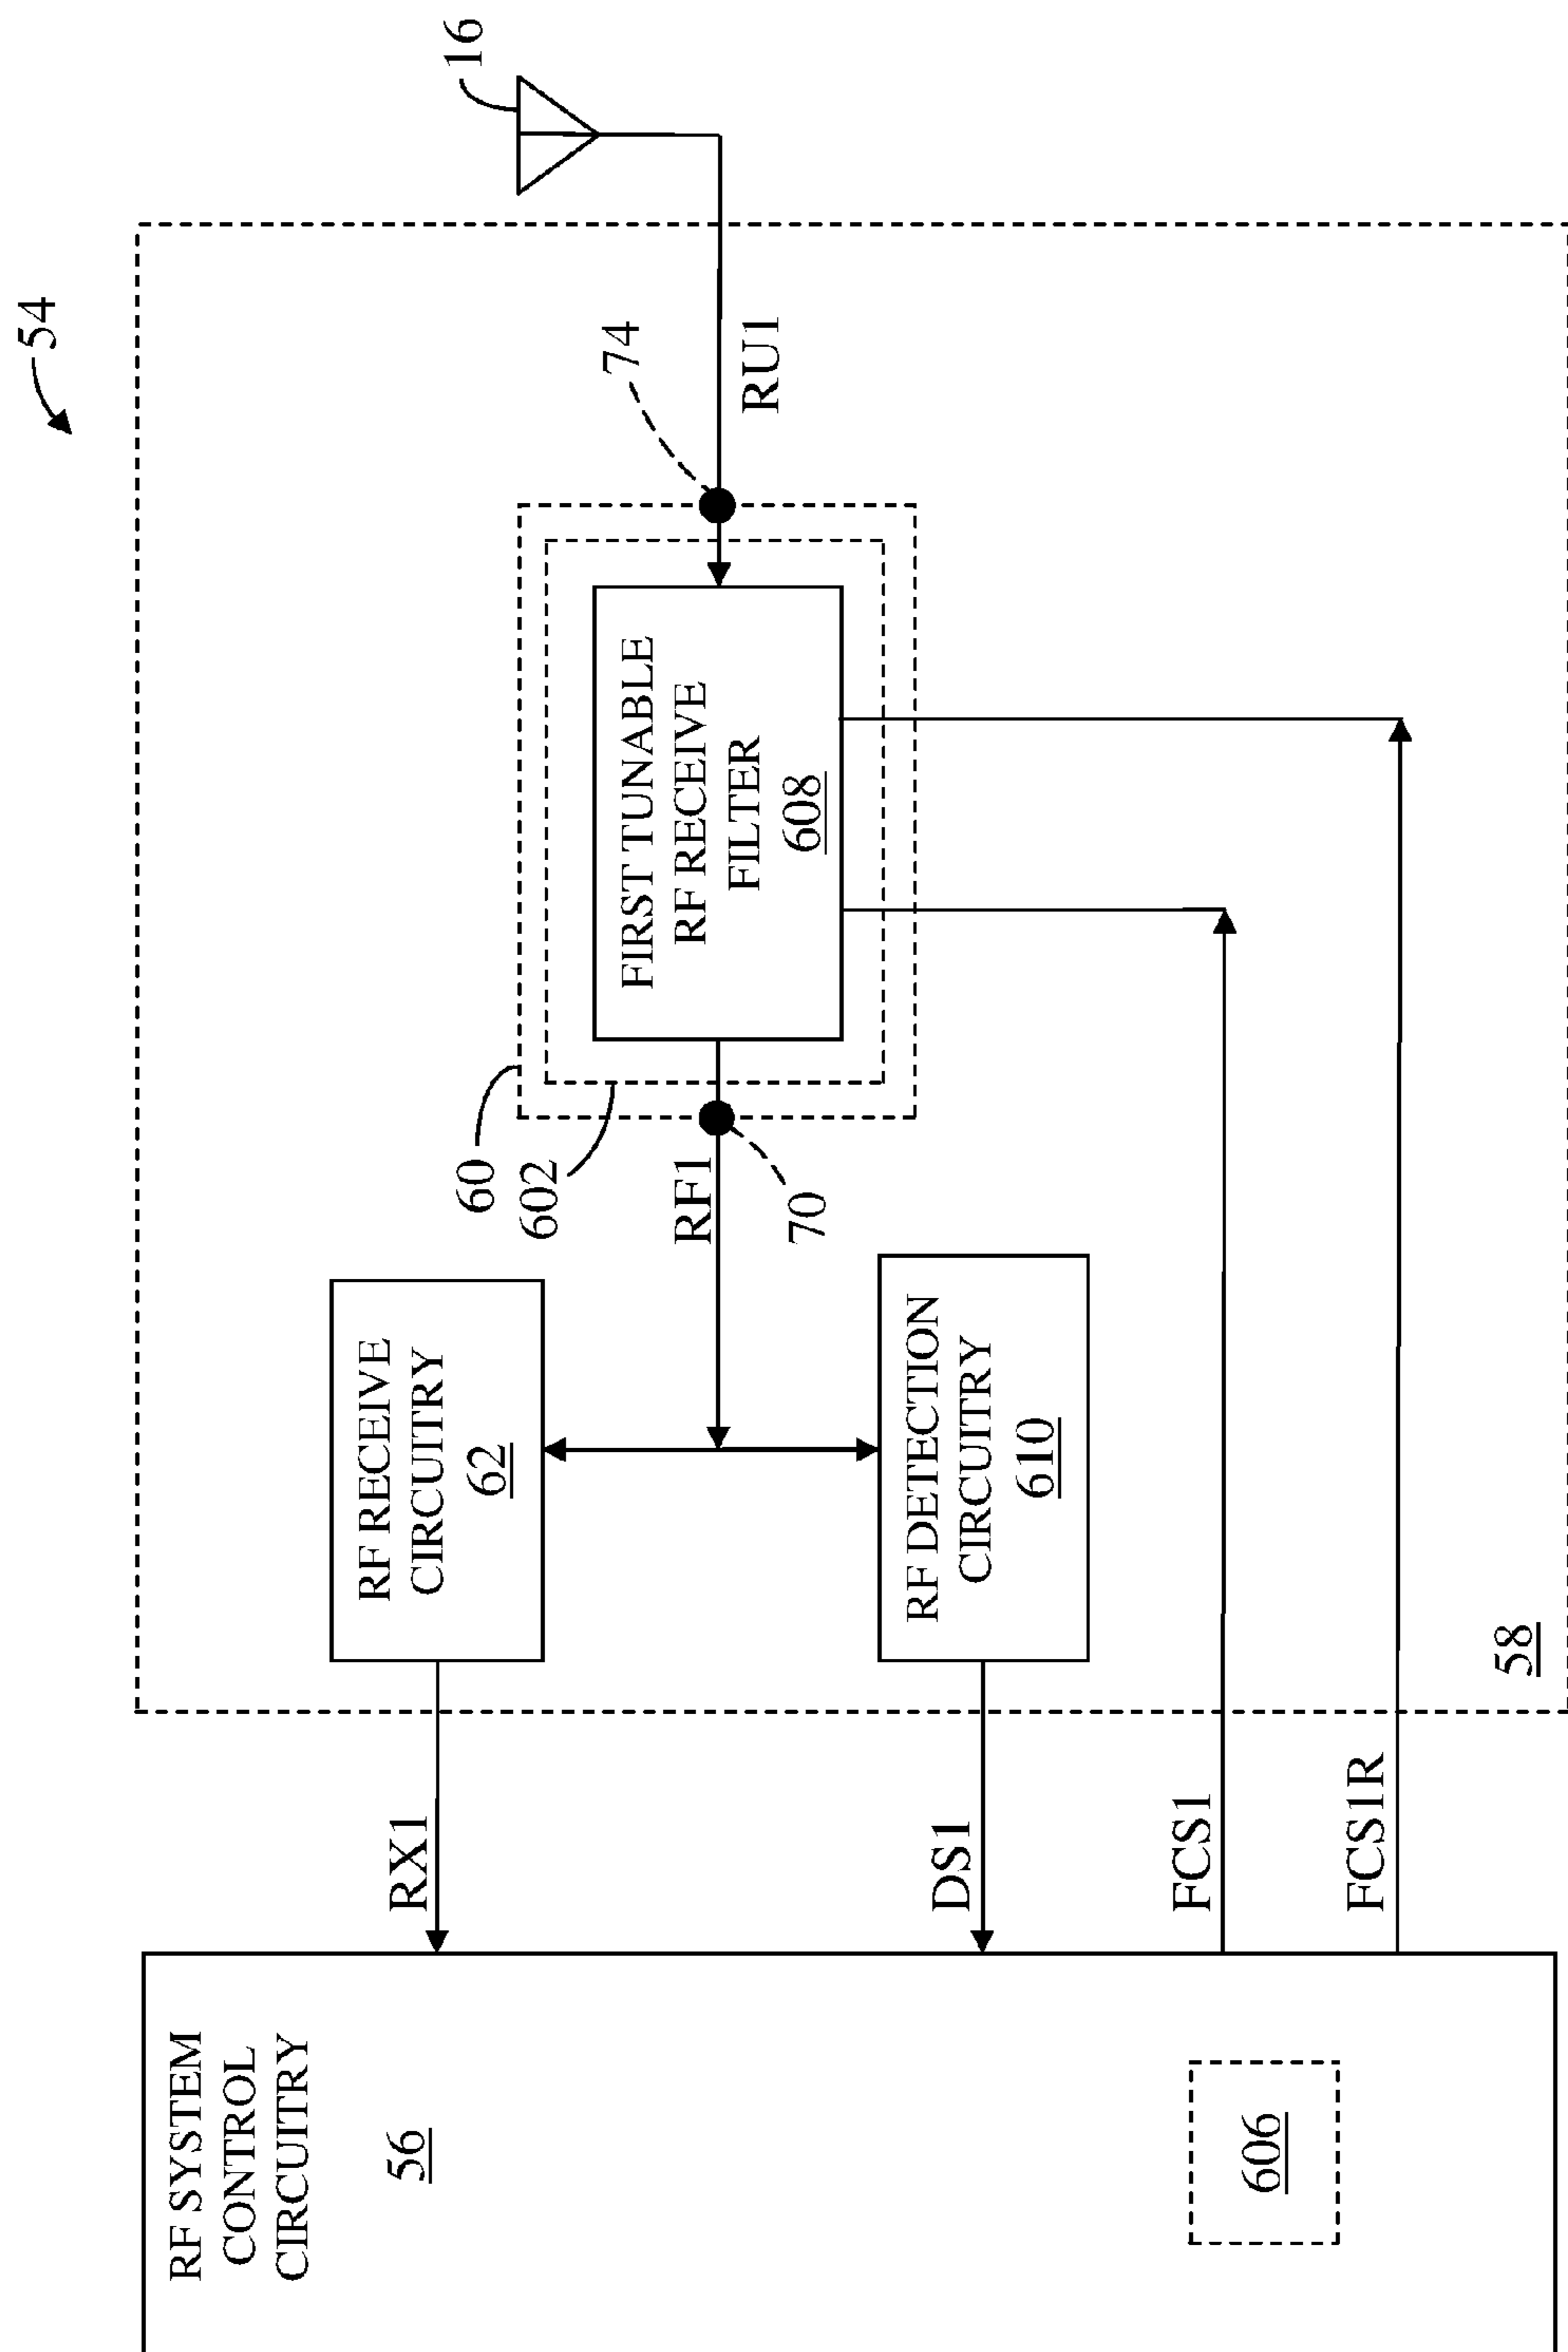 54
RF SYSTEM
CONTROL
CIRCUITRY
56
606
RX1
DS1
FCS1
FCS1R
RF RECEIVE
CIRCUITRY
62
RF DETECTION
CIRCUITRY
610
58
60
602
RF1
70
FIRST TUNABLE
RF RECEIVE
FILTER
608
74
RU1
16